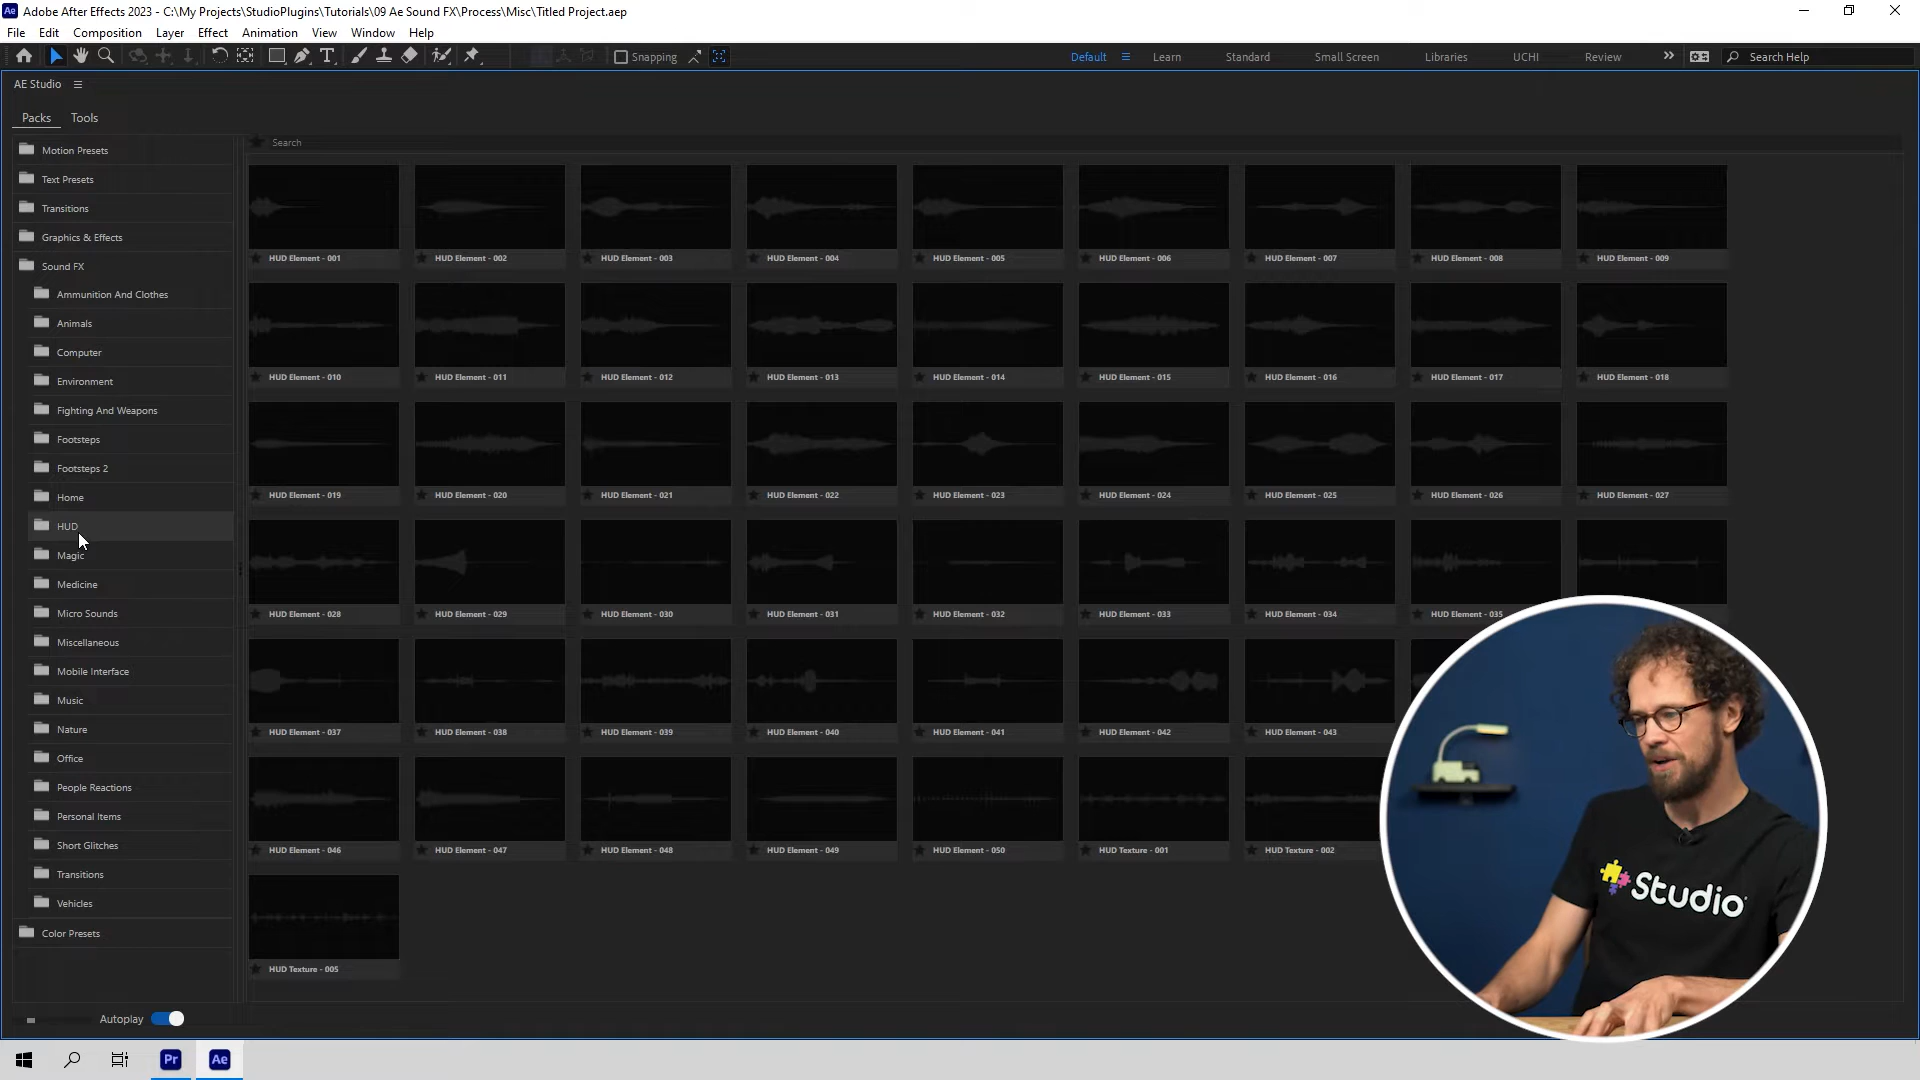 Ae Adobe After Effects 2023 - C:\My Projects\StudioPlugins\Tutorials\09 Ae Sound FX\Process\Misc\Titled Project.aep
File Edit Composition Layer Effect Animation View Window Help
Snapping Default Learn Standard Small Screen Libraries UCHI Review Search Help
AE Studio
Packs Tools
Search
Motion Presets
Text Presets
Transitions
Graphics & Effects
Sound FX
Ammunition And Clothes
Animals
Computer
Environment
Fighting And Weapons
Footsteps
Footsteps 2
Home
HUD
Magic
Medicine
Micro Sounds
Miscellaneous
Mobile Interface
Music
Nature
Office
People Reactions
Personal Items
Short Glitches
Transitions
Vehicles
Color Presets
Autoplay
HUD Element - 001 HUD Element - 002 HUD Element - 003 HUD Element - 004 HUD Element - 005 HUD Element - 006 HUD Element - 007 HUD Element - 008 HUD Element - 009
HUD Element - 010 HUD Element - 011 HUD Element - 012 HUD Element - 013 HUD Element - 014 HUD Element - 015 HUD Element - 016 HUD Element - 017 HUD Element - 018
HUD Element - 019 HUD Element - 020 HUD Element - 021 HUD Element - 022 HUD Element - 023 HUD Element - 024 HUD Element - 025 HUD Element - 026 HUD Element - 027
HUD Element - 028 HUD Element - 029 HUD Element - 030 HUD Element - 031 HUD Element - 032 HUD Element - 033 HUD Element - 034 HUD Element - 035
HUD Element - 037 HUD Element - 038 HUD Element - 039 HUD Element - 040 HUD Element - 041 HUD Element - 042 HUD Element - 043
HUD Element - 046 HUD Element - 047 HUD Element - 048 HUD Element - 049 HUD Element - 050 HUD Texture - 001 HUD Texture - 002
HUD Texture - 005
Studio
Pr Ae